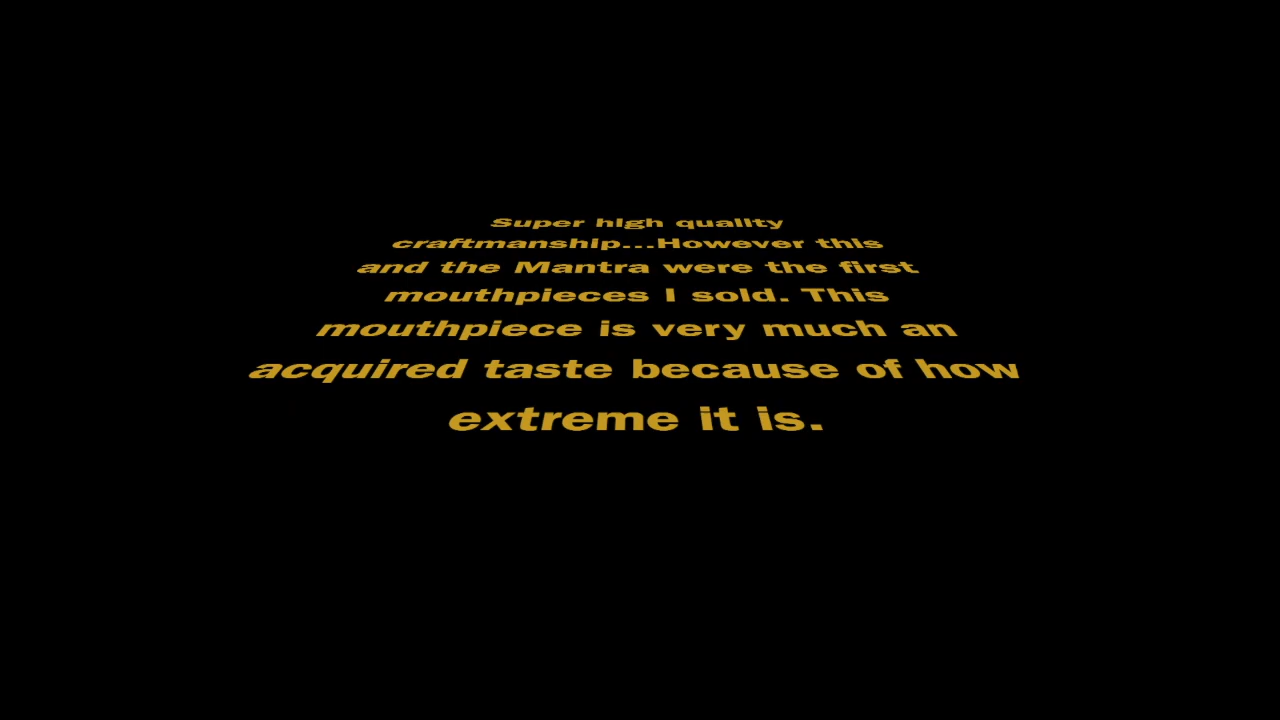 Super high quality
craftmanship...However this
and the Mantra were the first
mouthpieces I sold. This
mouthpiece is very much an
acquired taste because of how
extreme it is.